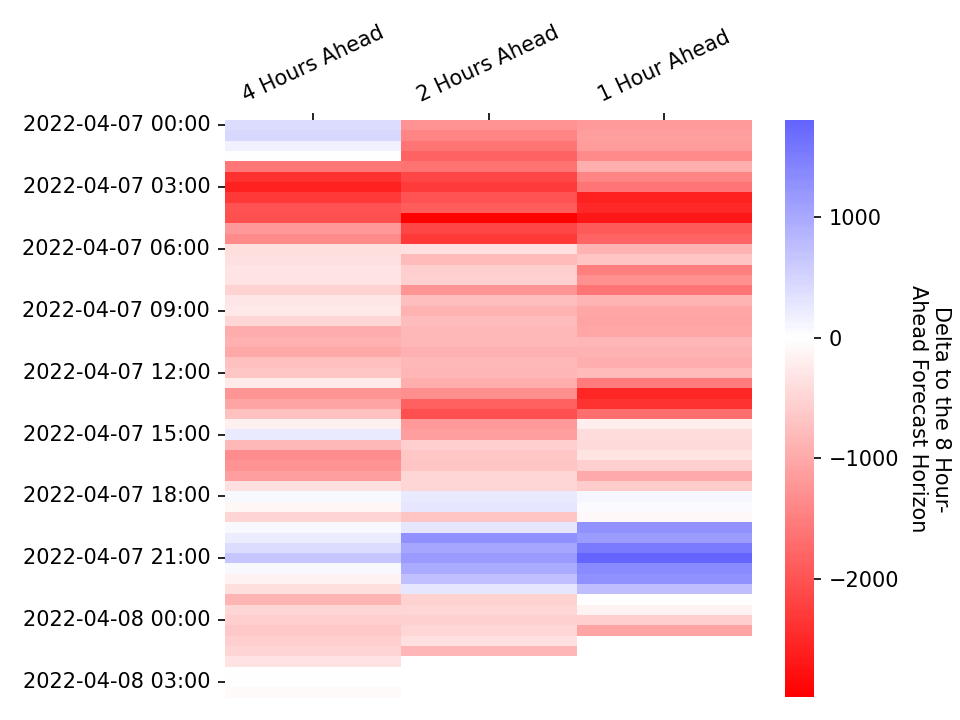 4 Hours Ahead
2 Hours Ahead
1 Hour Ahead
2022-04-07 00:00
2022-04-07 03:00
2022-04-07 06:00
2022-04-07 09:00
2022-04-07 12:00
2022-04-07 15:00
2022-04-07 18:00
2022-04-07 21:00
2022-04-08 00:00
2022-04-08 03:00
1000
0
−1000
−2000
Delta to the 8 Hour-
Ahead Forecast Horizon